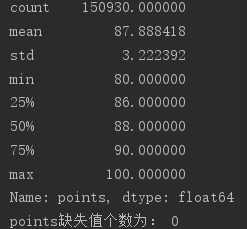 count    150930.000000
mean         87.888418
std           3.222392
min          80.000000
25%          86.000000
50%          88.000000
75%          90.000000
max         100.000000
Name: points, dtype: float64
points缺失值个数为： 0